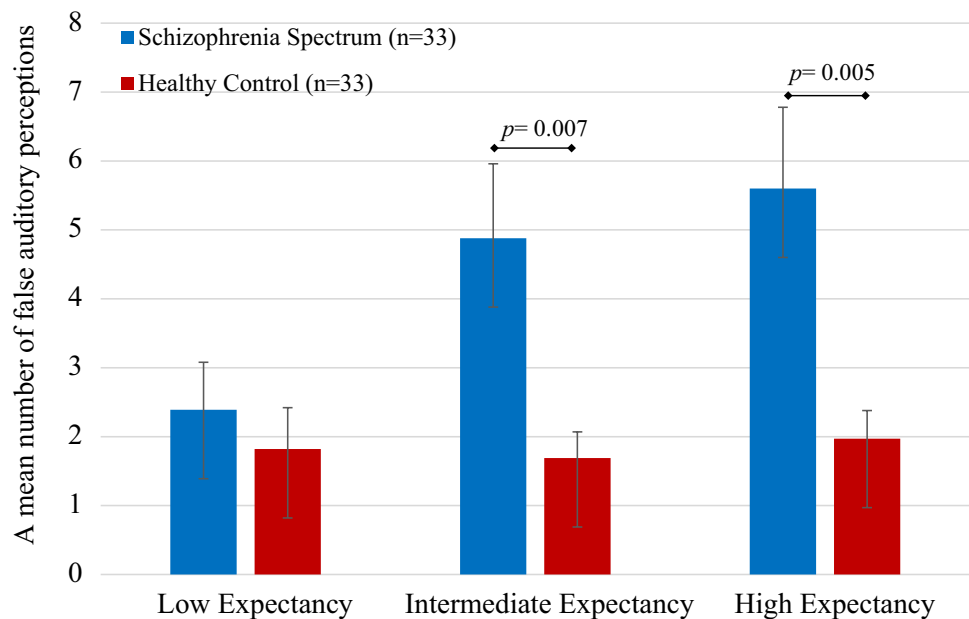 A mean number of false auditory perceptions
8
7
6
5
4
3
2
1
0
Schizophrenia Spectrum (n=33)
Healthy Control (n=33)
p= 0.007
p= 0.005
Low Expectancy
Intermediate Expectancy
High Expectancy